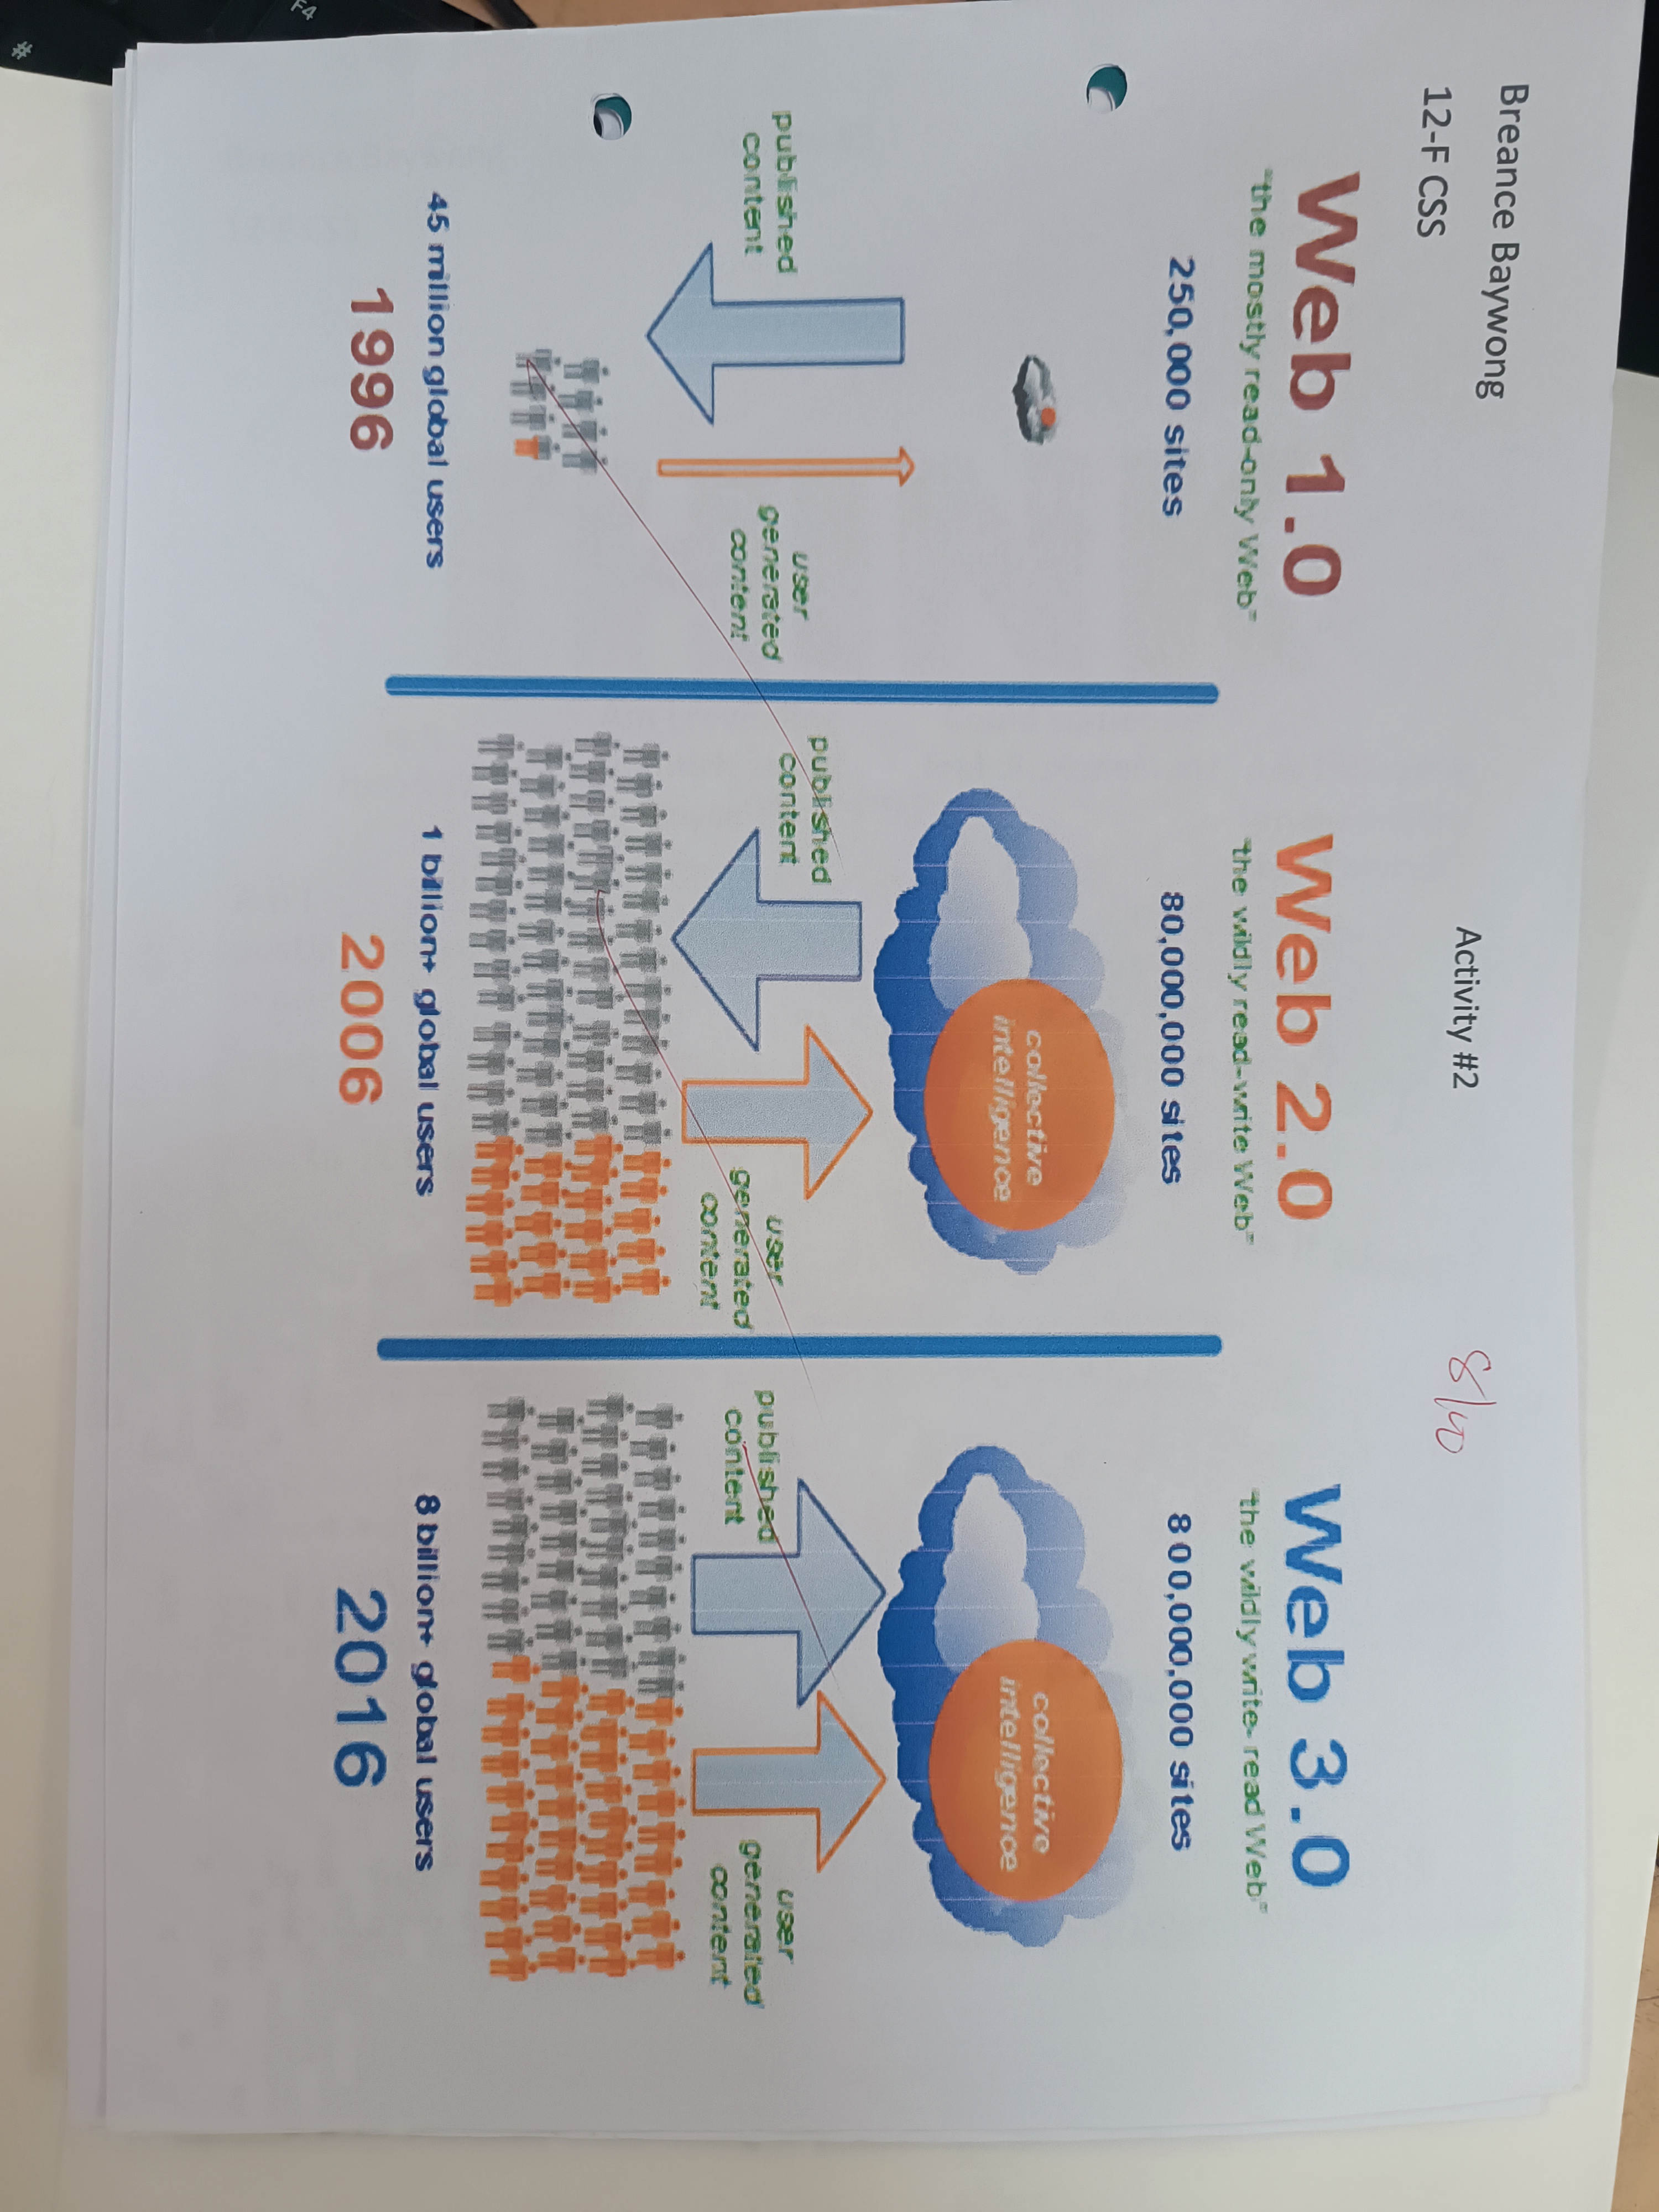 Breance Baywong
12-F CSS
Activity #2
8/10
Web 1.0
"the mostly read-only Web"
250,000 sites
published
content
user
generated
content
45 million global users
1996
Web 2.0
"the wildly read-write Web"
80,000,000 sites
collective
intelligence
published
content
user
generated
content
1 billion+ global users
2006
Web 3.0
"the wildly write-read Web"
800,000,000 sites
collective
intelligence
published
content
user
generated
content
8 billion+ global users
2016
F4
#